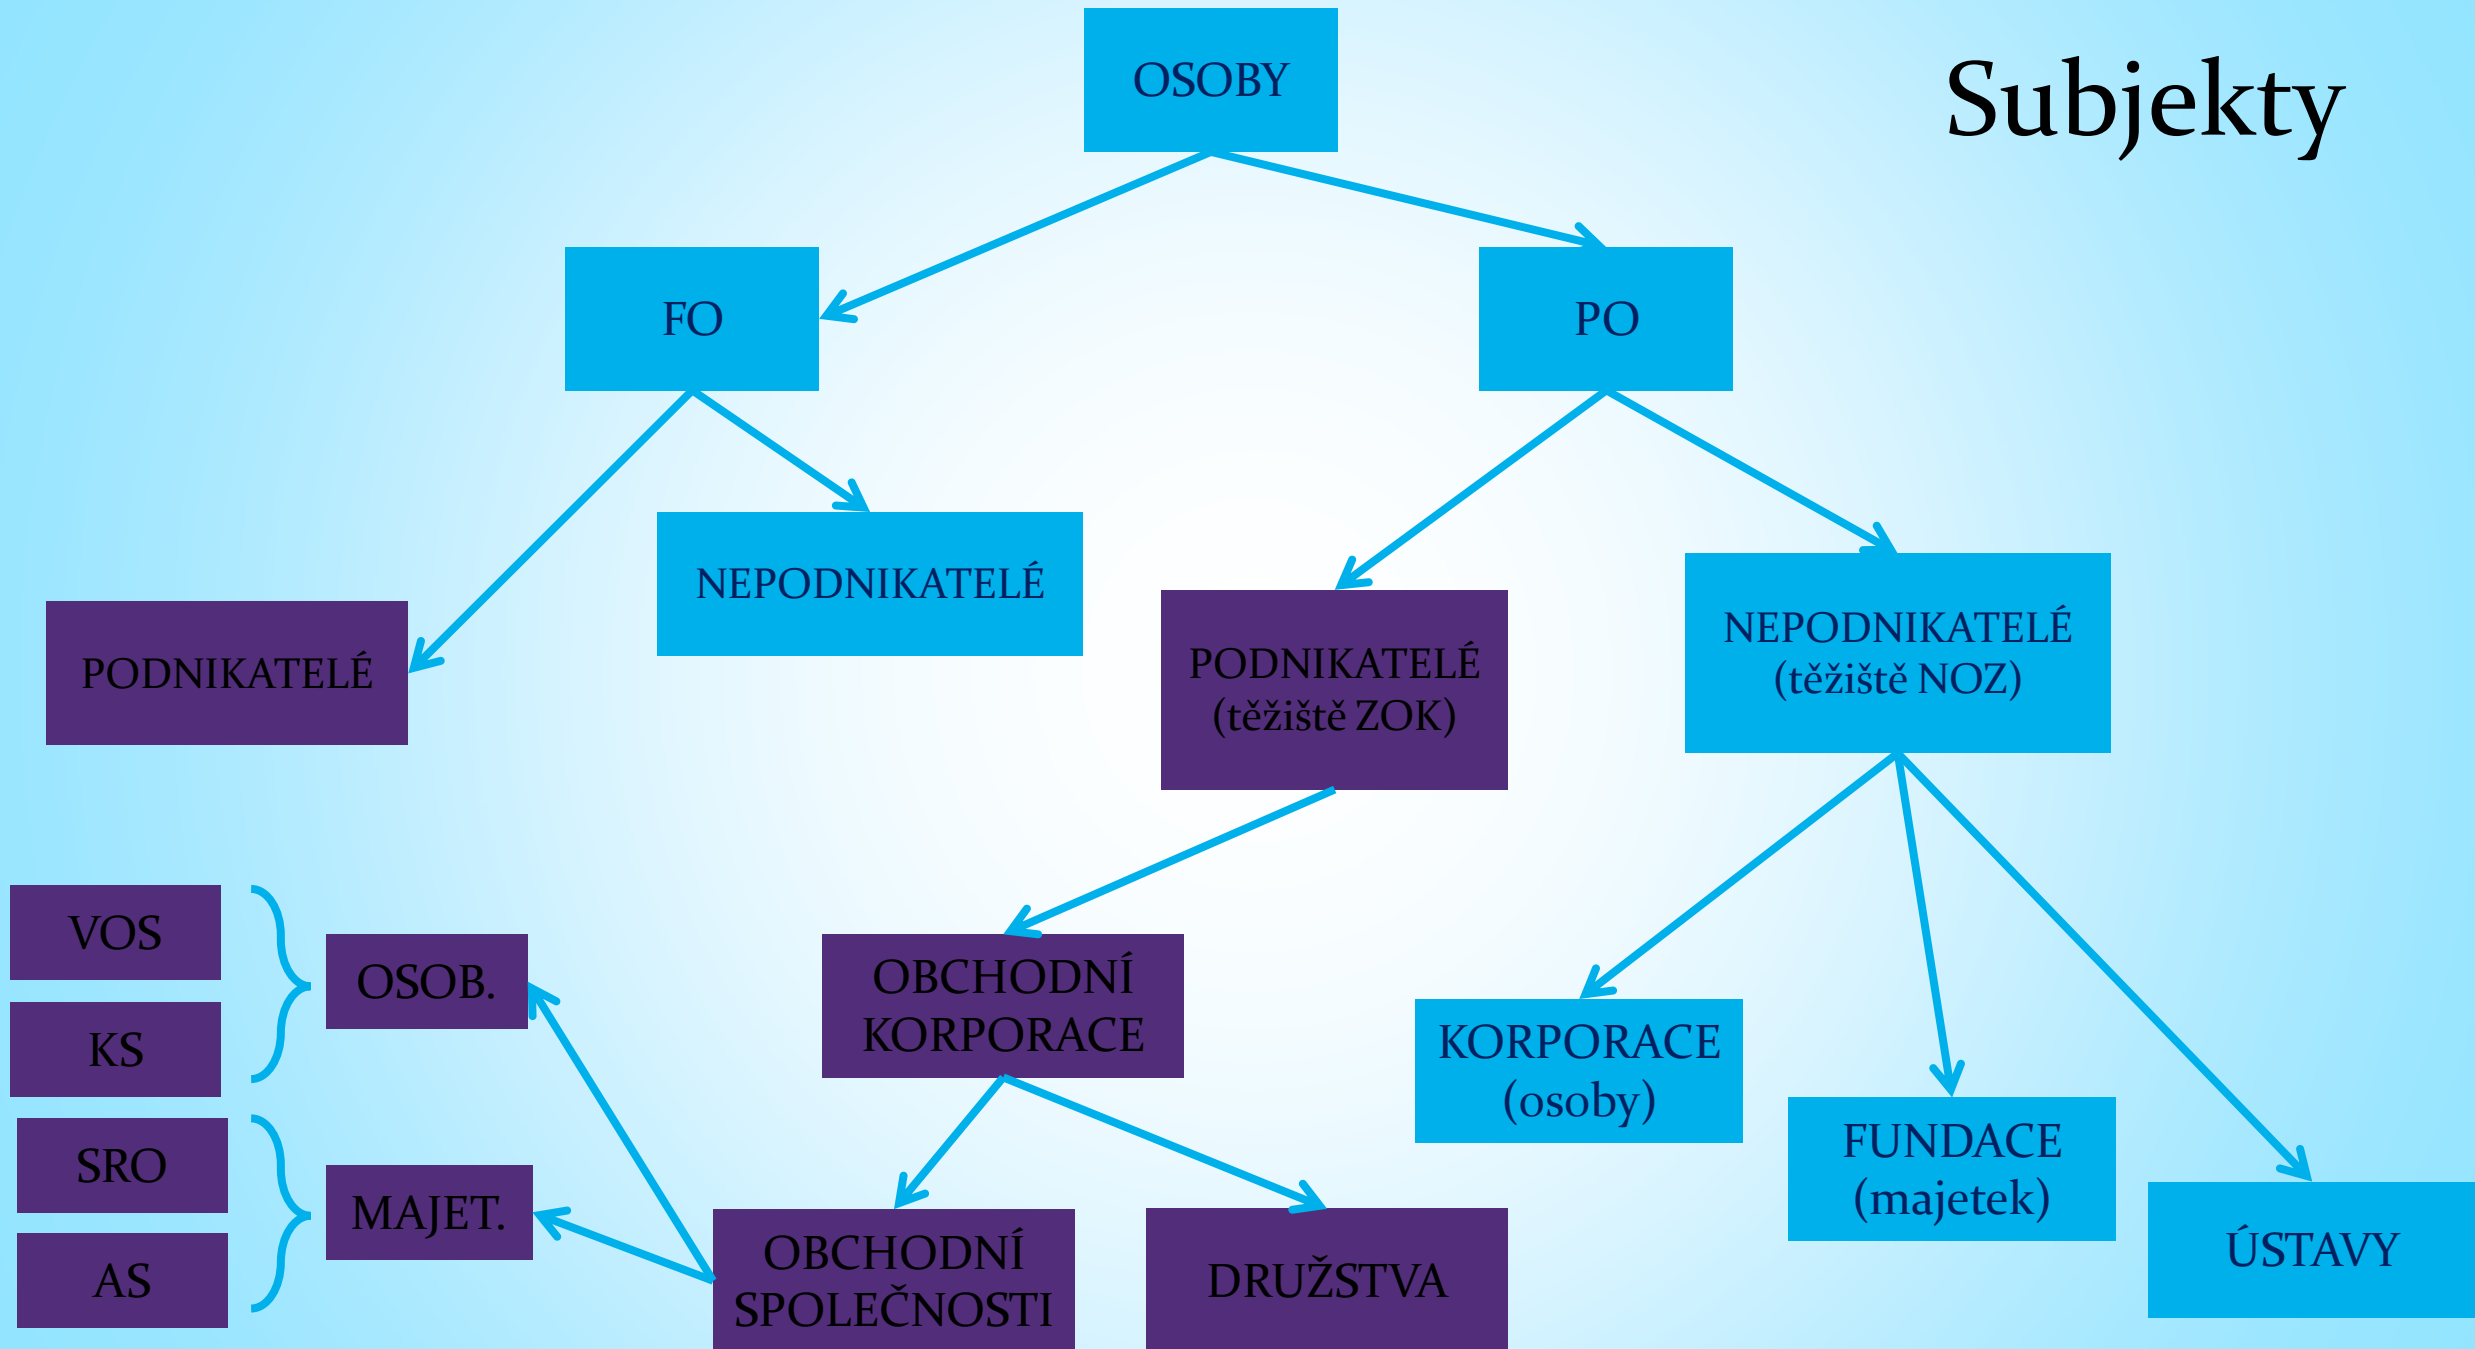 OSOBY
Subjekty
FO
PO
NEPODNIKATELÉ
PODNIKATELÉ
PODNIKATELÉ
(těžiště ZOK)
NEPODNIKATELÉ
(těžiště NOZ)
VOS
KS
SRO
AS
OSOB.
MAJET.
OBCHODNÍ
KORPORACE
OBCHODNÍ
SPOLEČNOSTI
DRUŽSTVA
KORPORACE
(osoby)
FUNDACE
(majetek)
ÚSTAVY